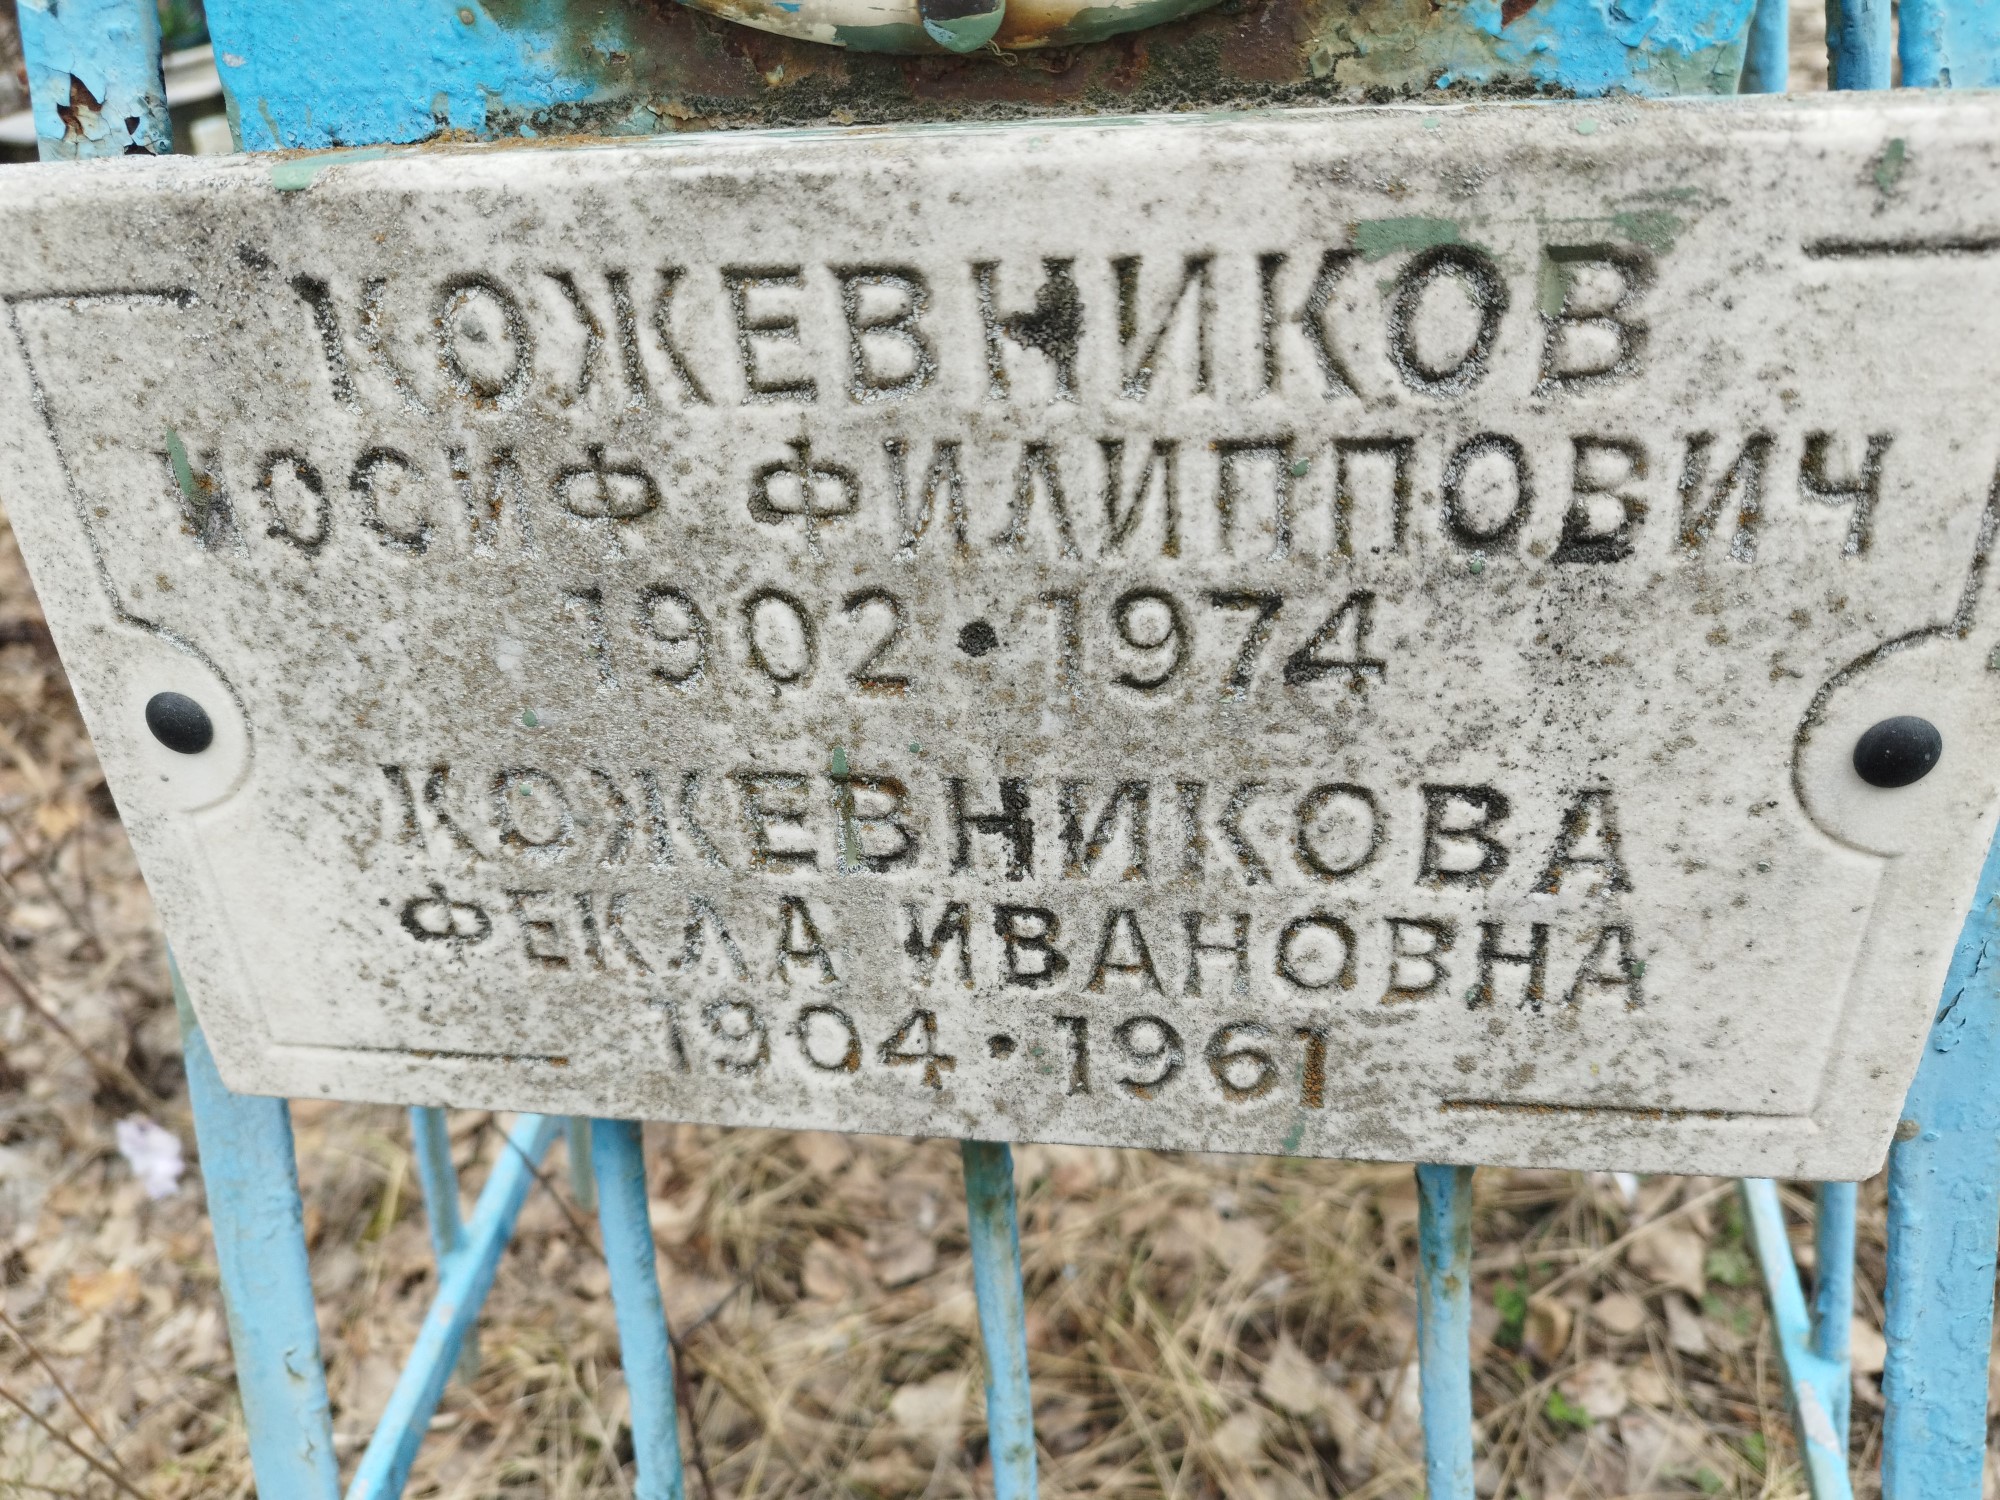 КОЖЕВНИКОВ
ИОСИФ ФИЛИППОВИЧ
1902 • 1974
КОЖЕВНИКОВА
ФЕКЛА ИВАНОВНА
1904 • 1961